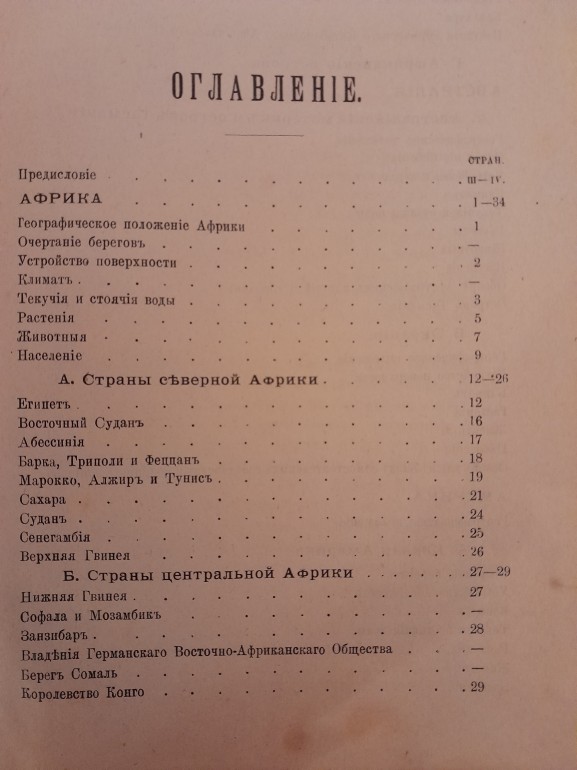 ОГЛАВЛЕНІЕ.
СТРАН.
Предисловіе . . . . . . . . . III—IV.
АФРИКА . . . . . . . . . . 1—34
Географическое положеніе Африки . . . . . 1
Очертаніе береговъ . . . . . . . . —
Устройство поверхности . . . . . . . 2
Климатъ . . . . . . . . . . —
Текучія и стоячія воды . . . . . . . 3
Растенія . . . . . . . . . . 5
Животныя . . . . . . . . . . 7
Населеніе . . . . . . . . . . 9
А. Страны сѣверной Африки . . . . . 12—26
Египетъ . . . . . . . . . . 12
Восточный Суданъ . . . . . . . . 16
Абессинія . . . . . . . . . . 17
Барка, Триполи и Феццанъ . . . . . . 18
Марокко, Алжиръ и Тунисъ . . . . . . 19
Сахара . . . . . . . . . . 21
Суданъ . . . . . . . . . . 24
Сенегамбія . . . . . . . . . 25
Верхняя Гвинея . . . . . . . . 26
Б. Страны центральной Африки . . . . . . . 27—29
Нижняя Гвинея . . . . . . . . . 27
Софала и Мозамбикъ . . . . . . . —
Занзибаръ . . . . . . . . . . 28
Владѣнія Германскаго Восточно-Африканскаго Общества . . . —
Берегъ Сомаль . . . . . . . . —
Королевство Конго . . . . . . . . 29